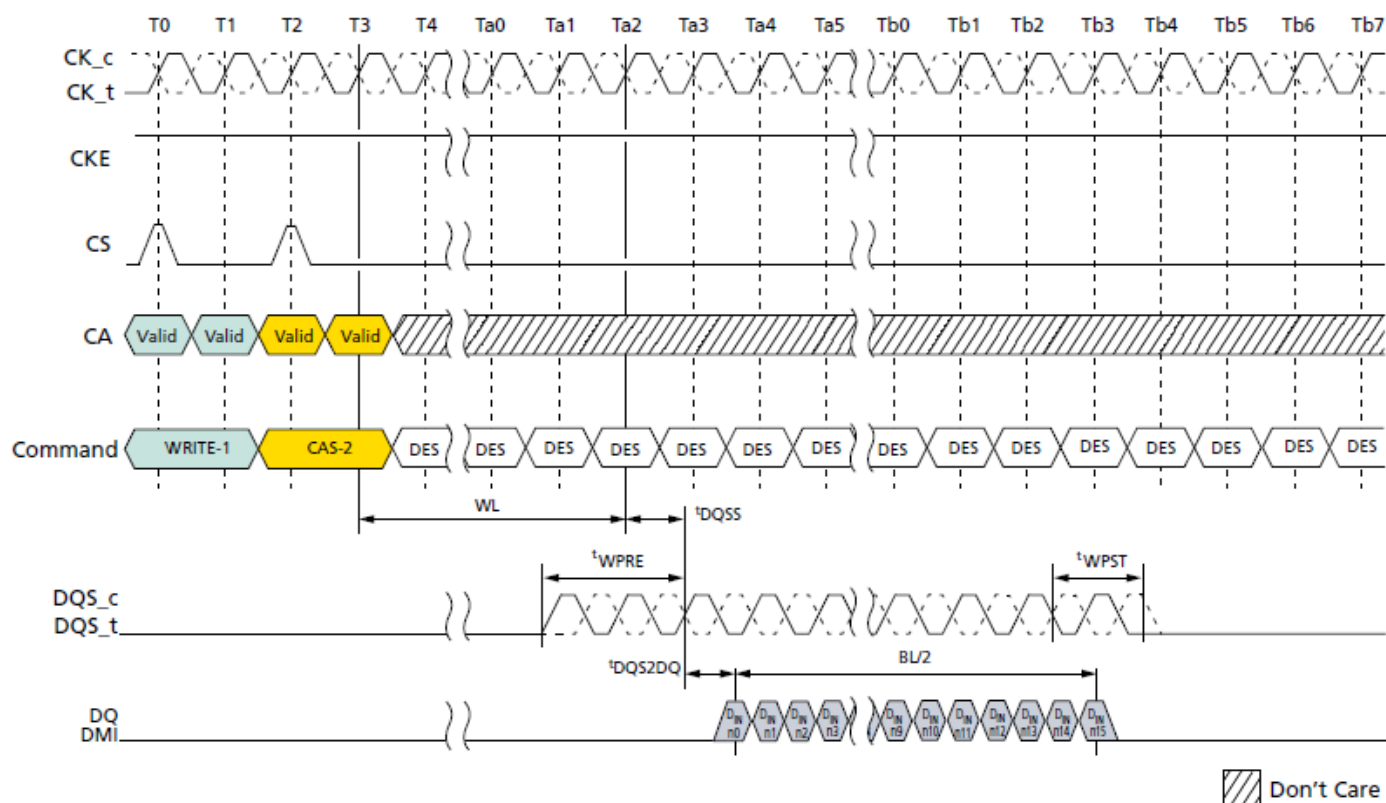 T0 T1 T2 T3 T4 Ta0 Ta1 Ta2 Ta3 Ta4 Ta5 Tb0 Tb1 Tb2 Tb3 Tb4 Tb5 Tb6 Tb7
CK_c
CK_t
CKE
CS
CA Valid Valid Valid Valid
Command WRITE-1 CAS-2 DES DES DES DES DES DES DES DES DES DES DES DES DES DES DES
WL tDQSS
tWPRE tWPST
DQS_c
DQS_t
tDQS2DQ BL/2
DQ
DMI
DIN n0 DIN n1 DIN n2 DIN n3 DIN n9 DIN n10 DIN n11 DIN n12 DIN n13 DIN n14 DIN n15
Don't Care